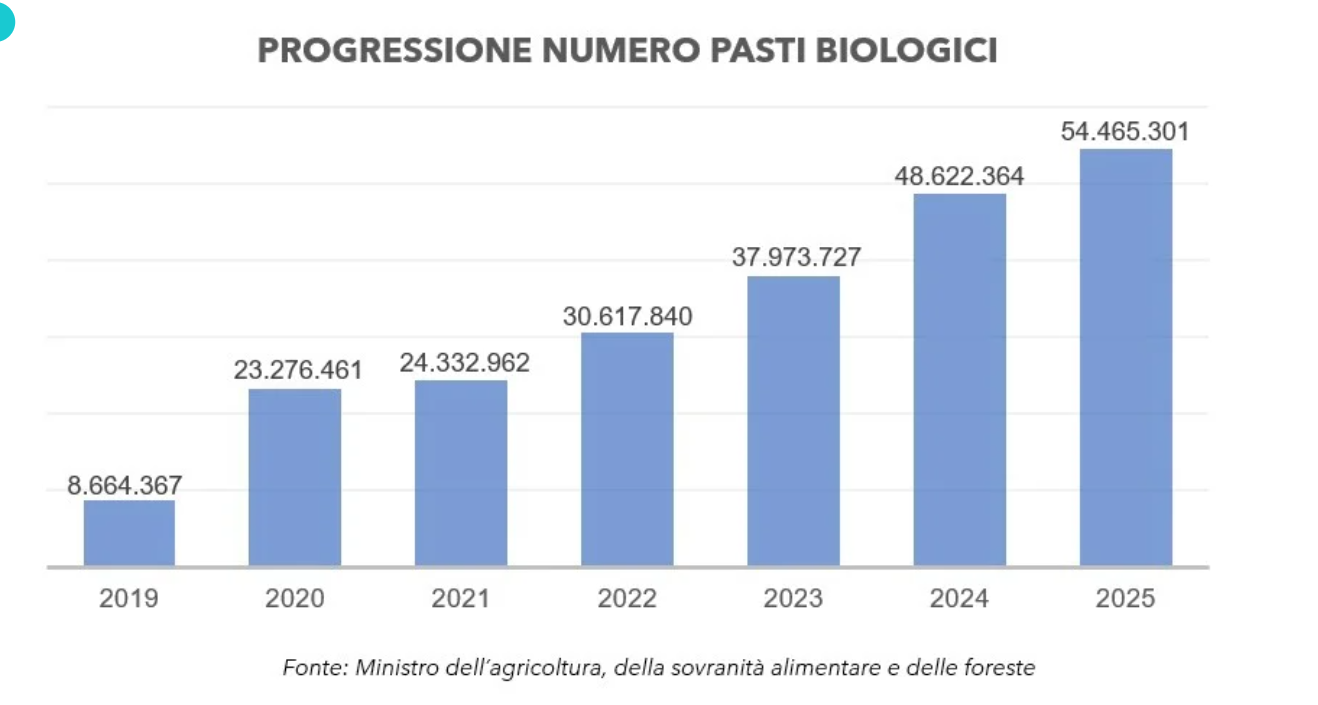 PROGRESSIONE NUMERO PASTI BIOLOGICI
54.465.301
48.622.364
37.973.727
30.617.840
24.332.962
23.276.461
8.664.367
2019 2020 2021 2022 2023 2024 2025
Fonte: Ministro dell'agricoltura, della sovranità alimentare e delle foreste